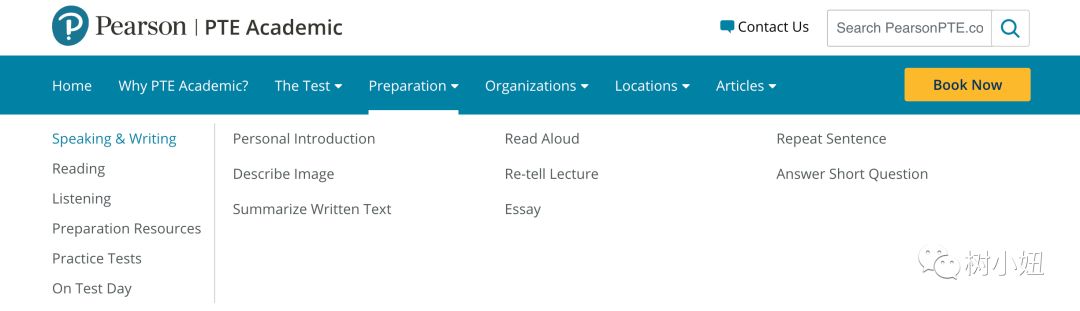 Pearson | PTE Academic
Contact Us
Search PearsonPTE.co
Home Why PTE Academic? The Test Preparation Organizations Locations Articles Book Now
Speaking & Writing Personal Introduction Read Aloud Repeat Sentence
Reading Describe Image Re-tell Lecture Answer Short Question
Listening Summarize Written Text Essay
Preparation Resources
Practice Tests
On Test Day
树小妞